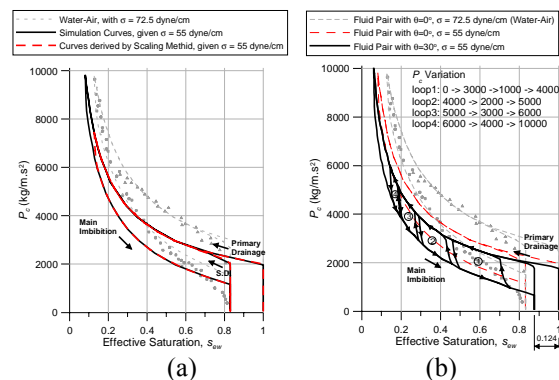 (a)
Water-Air, with σ = 72.5 dyne/cm
Simulation Curves, given σ = 55 dyne/cm
Curves derived by Scaling Methid, given σ = 55 dyne/cm
10000
8000
6000
4000
2000
0
Pc (kg/m.s²)
Main
Imbibition
Primary
Drainage
S.D.
0
0.2
0.4
0.6
0.8
1
Effective Saturation, sew
(a)
(b)
Fluid Pair with θ=0°, σ = 72.5 dyne/cm (Water-Air)
Fluid Pair with θ=0°, σ = 55 dyne/cm
Fluid Pair with θ=30°, σ = 55 dyne/cm
Pc Variation
loop1: 0 -> 3000 ->1000 -> 4000
loop2: 4000 -> 2000 -> 5000
loop3: 5000 -> 3000 -> 6000
loop4: 6000 -> 4000 -> 10000
10000
8000
6000
4000
2000
0
Pc (kg/m.s²)
④
③
②
①
Main
Imbibition
Primary
Drainage
0
0.2
0.4
0.6
0.8
1
0.124
Effective Saturation, sew
(b)